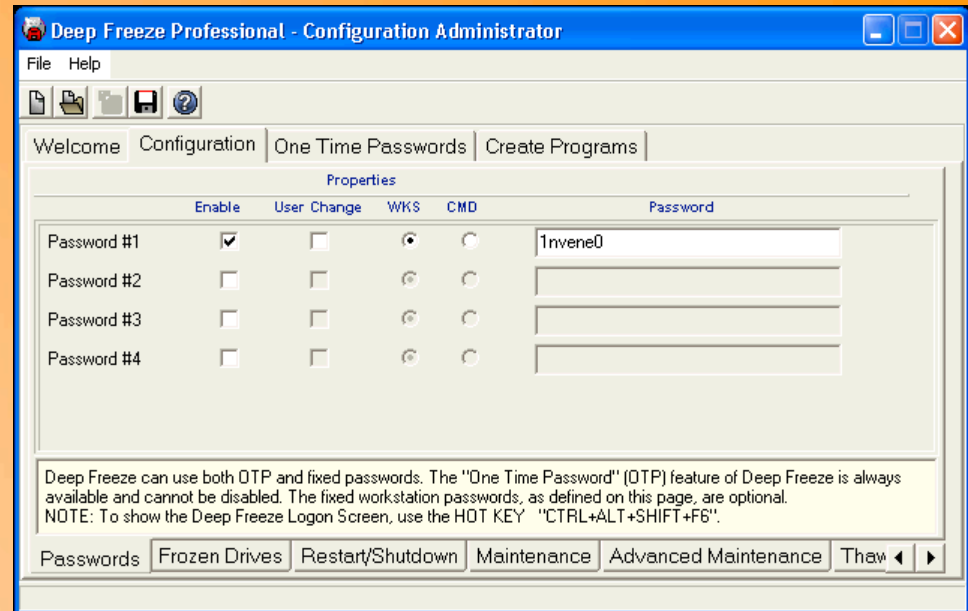 Deep Freeze Professional - Configuration Administrator
File Help
Welcome Configuration One Time Passwords Create Programs
Properties
Enable User Change WKS CMD Password
Password #1 1nvene0
Password #2
Password #3
Password #4
Deep Freeze can use both OTP and fixed passwords. The "One Time Password" (OTP) feature of Deep Freeze is always
available and cannot be disabled. The fixed workstation passwords, as defined on this page, are optional.
NOTE: To show the Deep Freeze Logon Screen, use the HOT KEY "CTRL+ALT+SHIFT+F6".
Passwords Frozen Drives Restart/Shutdown Maintenance Advanced Maintenance